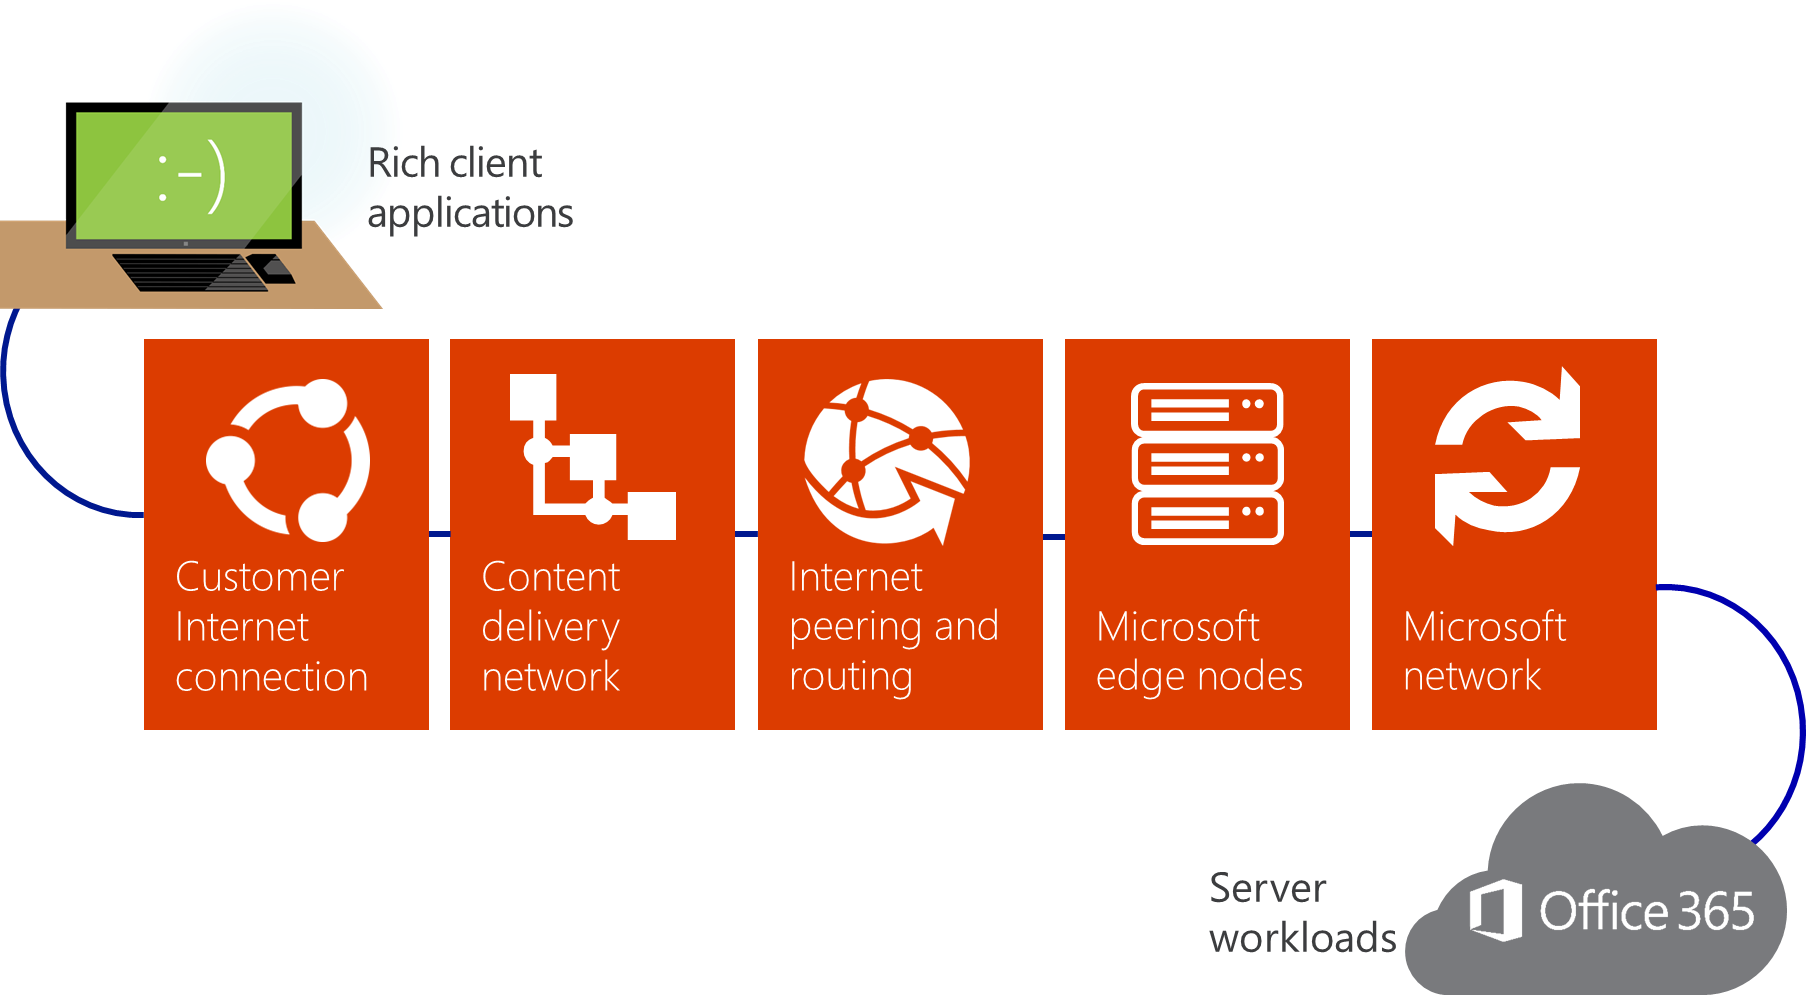 :-)
Rich client
applications
Customer
Internet
connection
Content
delivery
network
Internet
peering and
routing
Microsoft
edge nodes
Microsoft
network
Server
workloads
Office 365